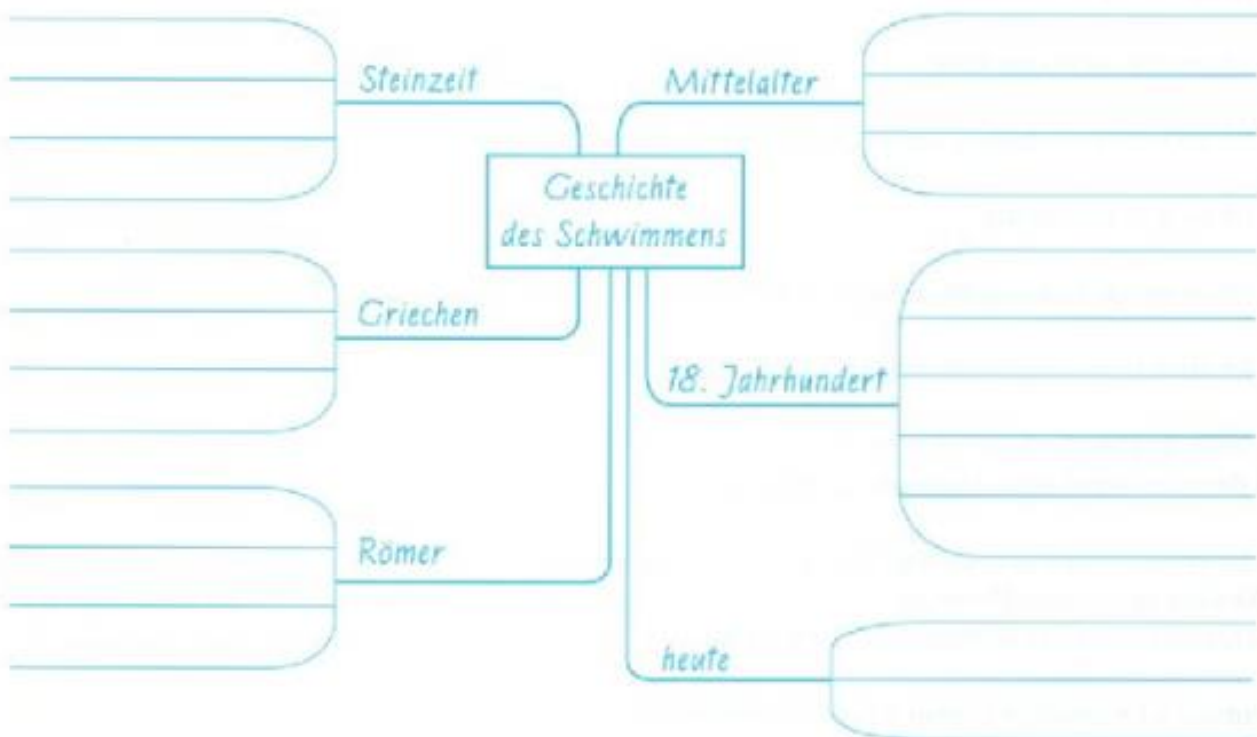 Steinzeit
Mittelalter
Geschichte
des Schwimmens
Griechen
18. Jahrhundert
Römer
heute